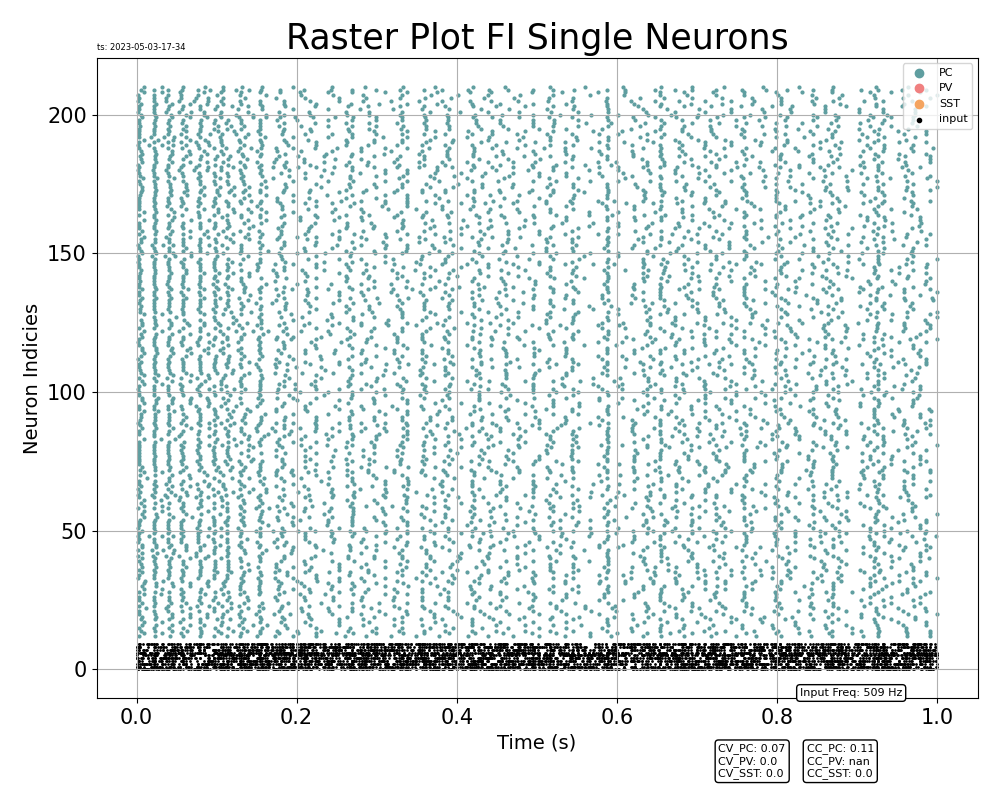 Raster Plot FI Single Neurons
ts: 2023-05-03-17-34
PC
PV
SST
input
200
150
100
50
0
Neuron Indicies
0.0 0.2 0.4 0.6 0.8 1.0
Time (s)
Input Freq: 509 Hz
CV_PC: 0.07
CV_PV: 0.0
CV_SST: 0.0
CC_PC: 0.11
CC_PV: nan
CC_SST: 0.0